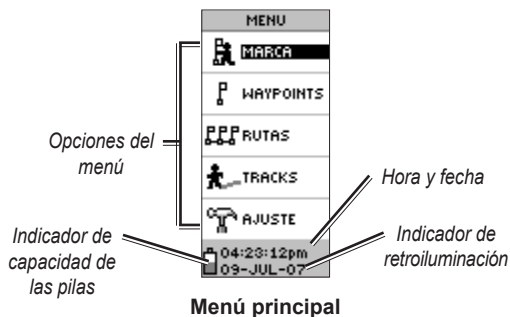 MENU
MARCA
WAYPOINTS
RUTAS
TRACKS
AJUSTE
04:23:12pm
09-JUL-07
Opciones del
menú
Indicador de
capacidad de
las pilas
Hora y fecha
Indicador de
retroiluminación
Menú principal